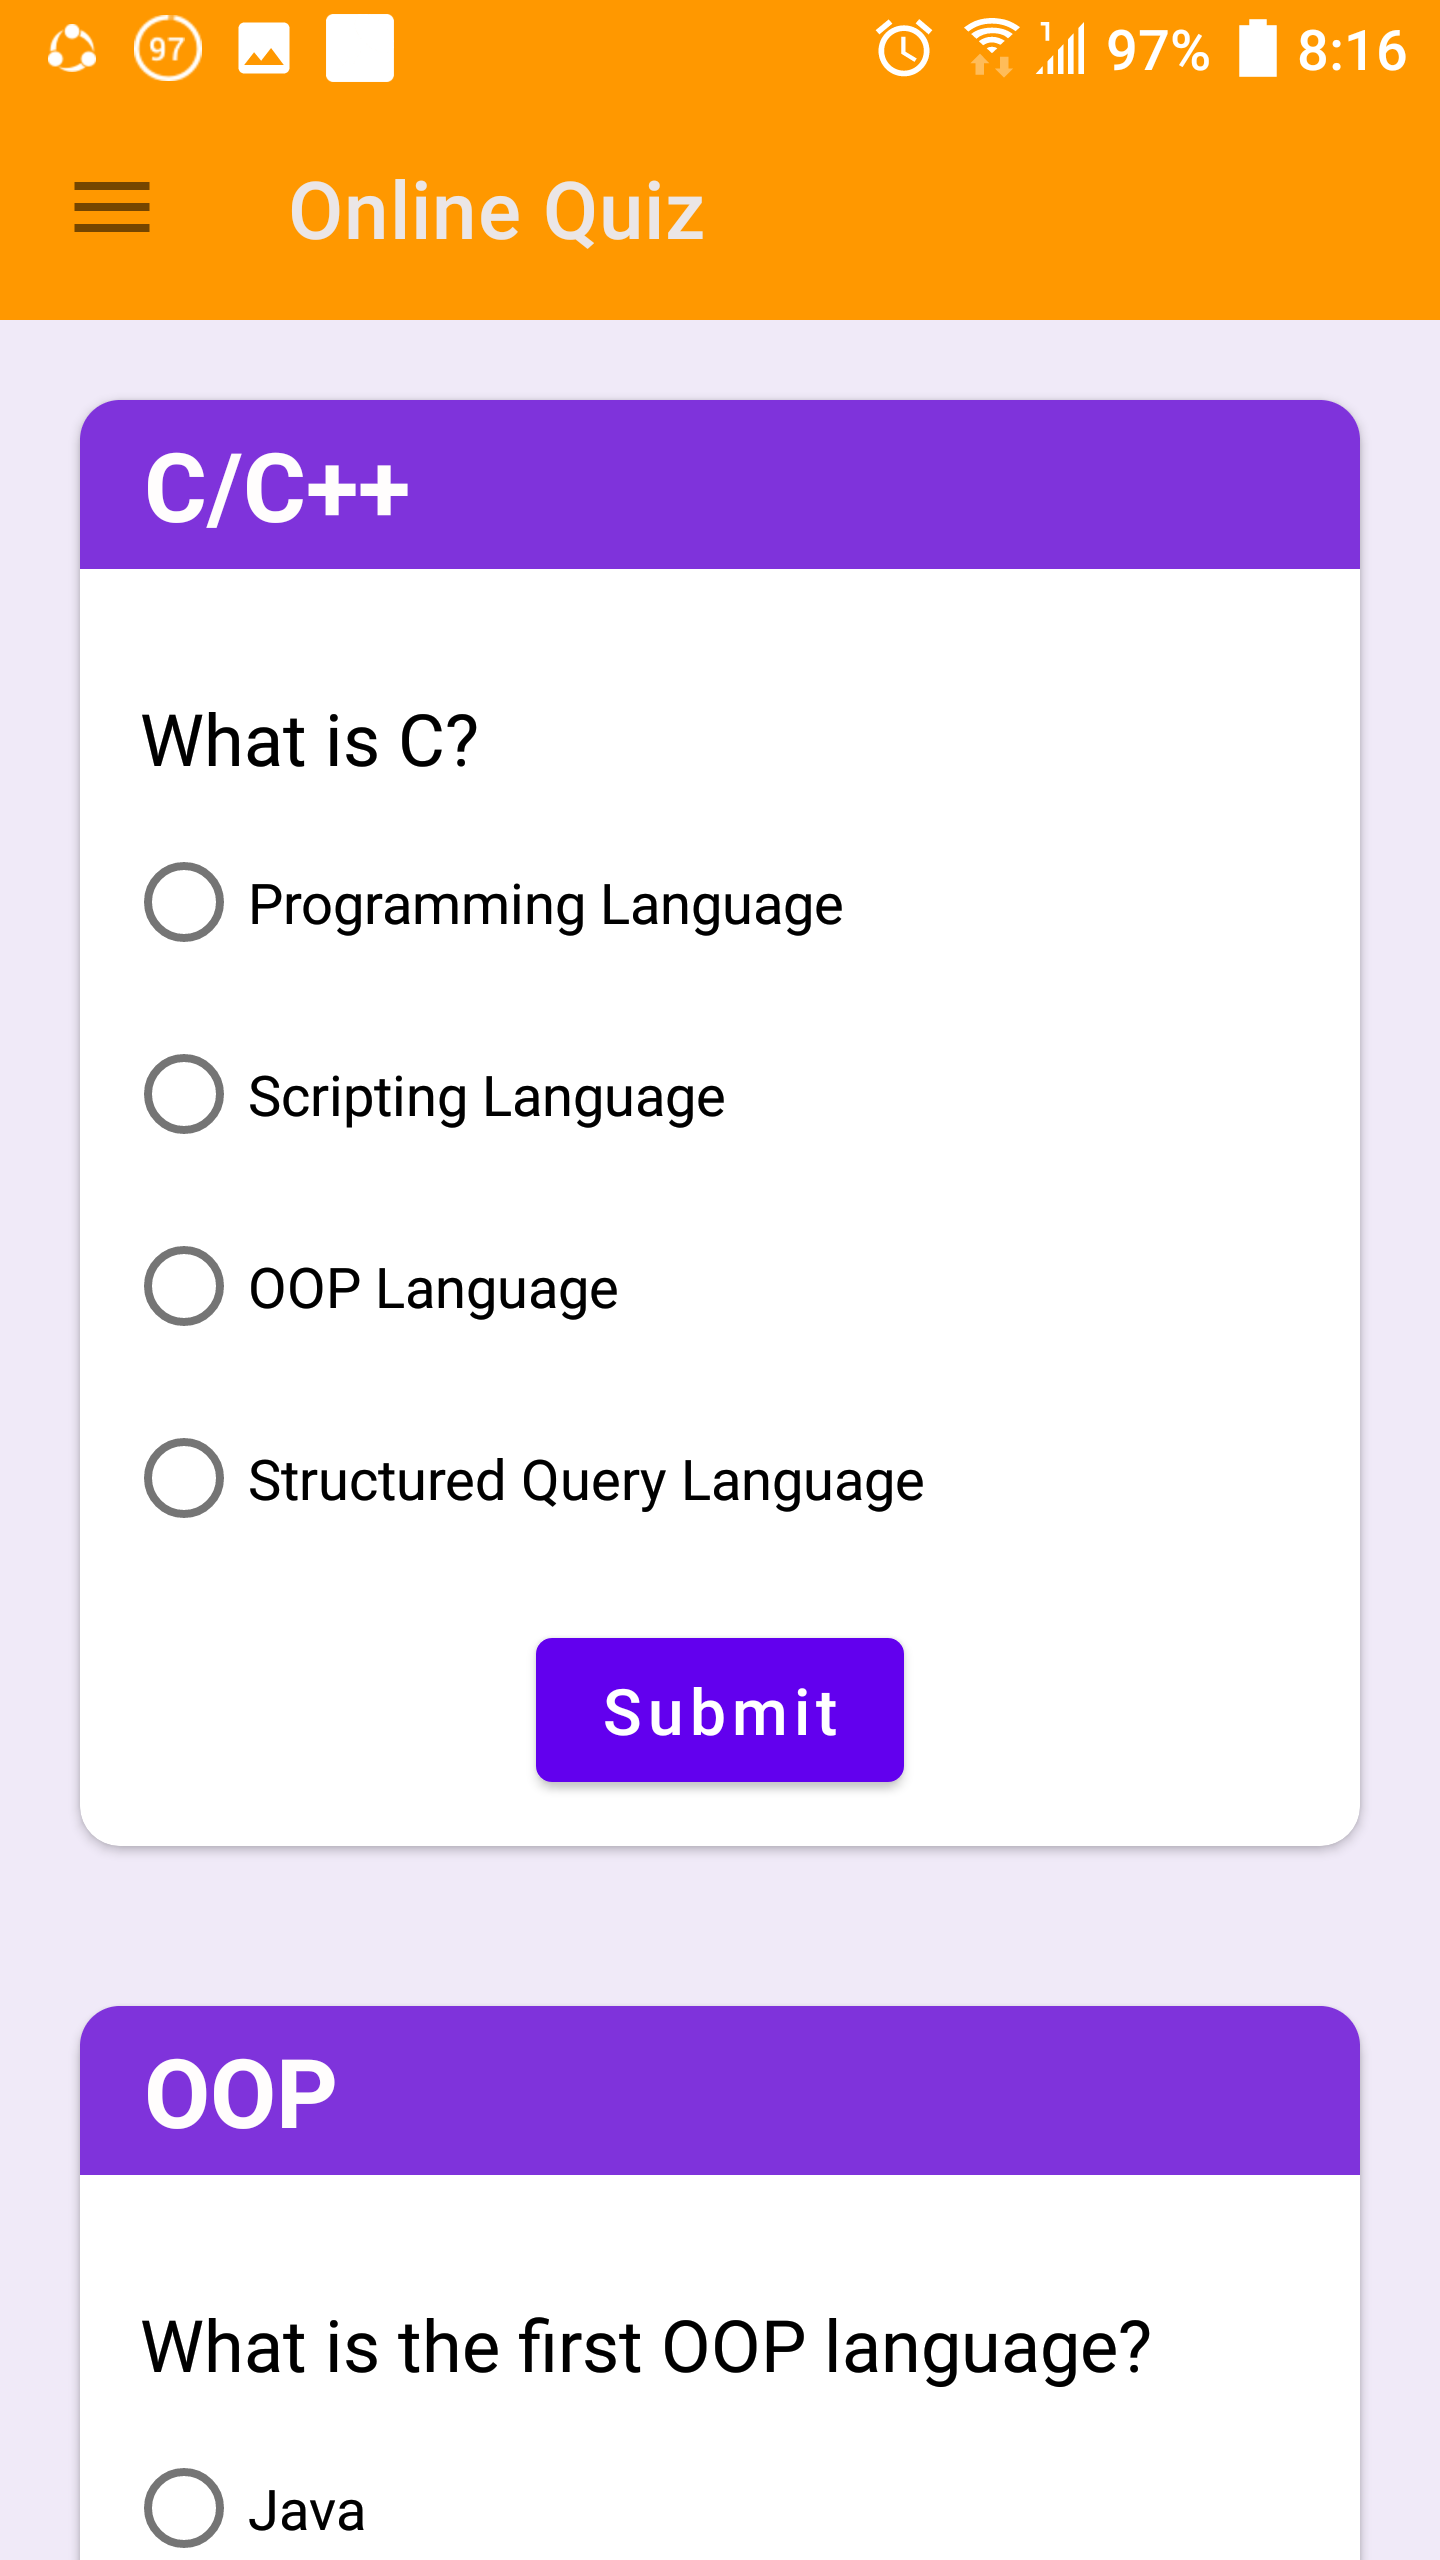 97 1 97% 8:16
Online Quiz
C/C++
What is C?
Programming Language
Scripting Language
OOP Language
Structured Query Language
Submit
OOP
What is the first OOP language?
Java